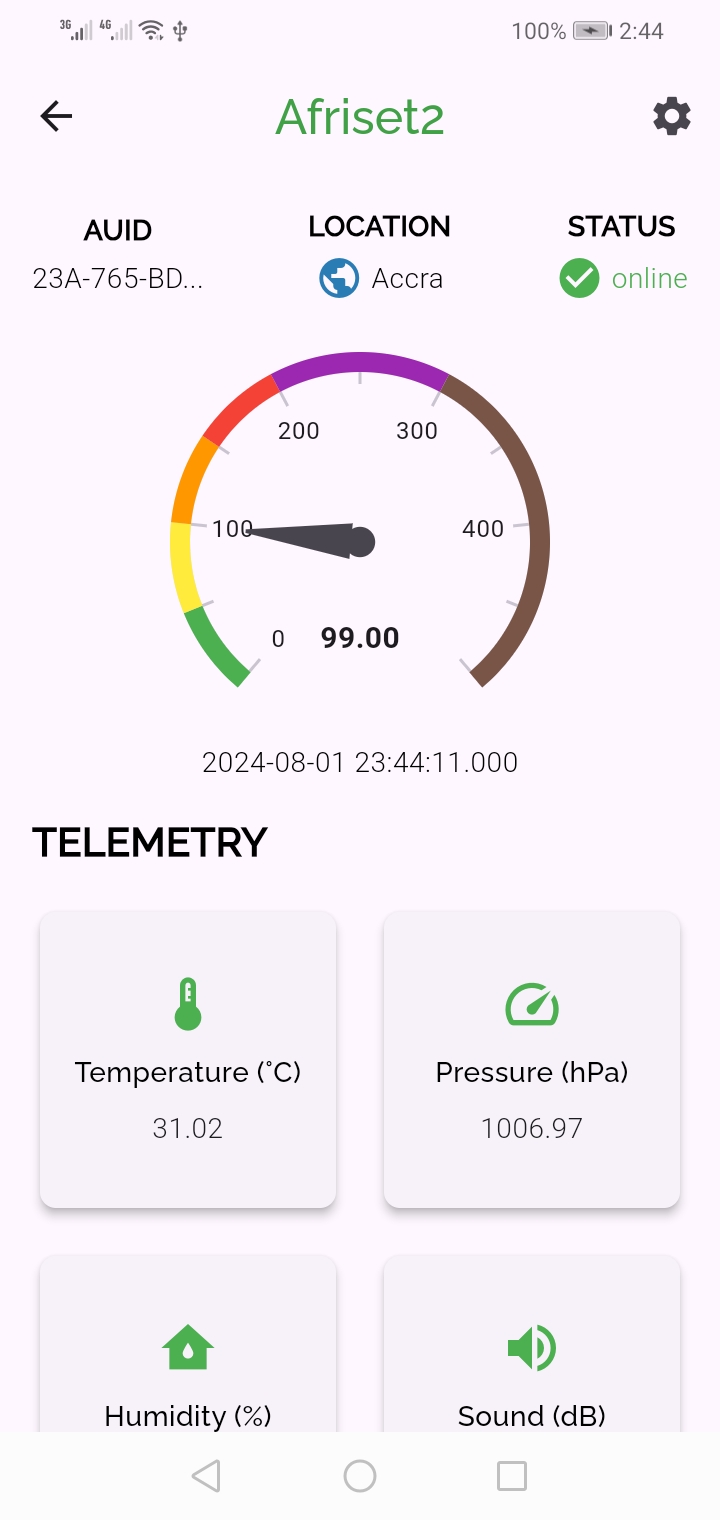 3G 4G 100% 2:44
Afriset2
AUID LOCATION STATUS
23A-765-BD... Accra online
200 300
100 400
0 99.00
2024-08-01 23:44:11.000
TELEMETRY
Temperature (°C) Pressure (hPa)
31.02 1006.97
Humidity (%) Sound (dB)